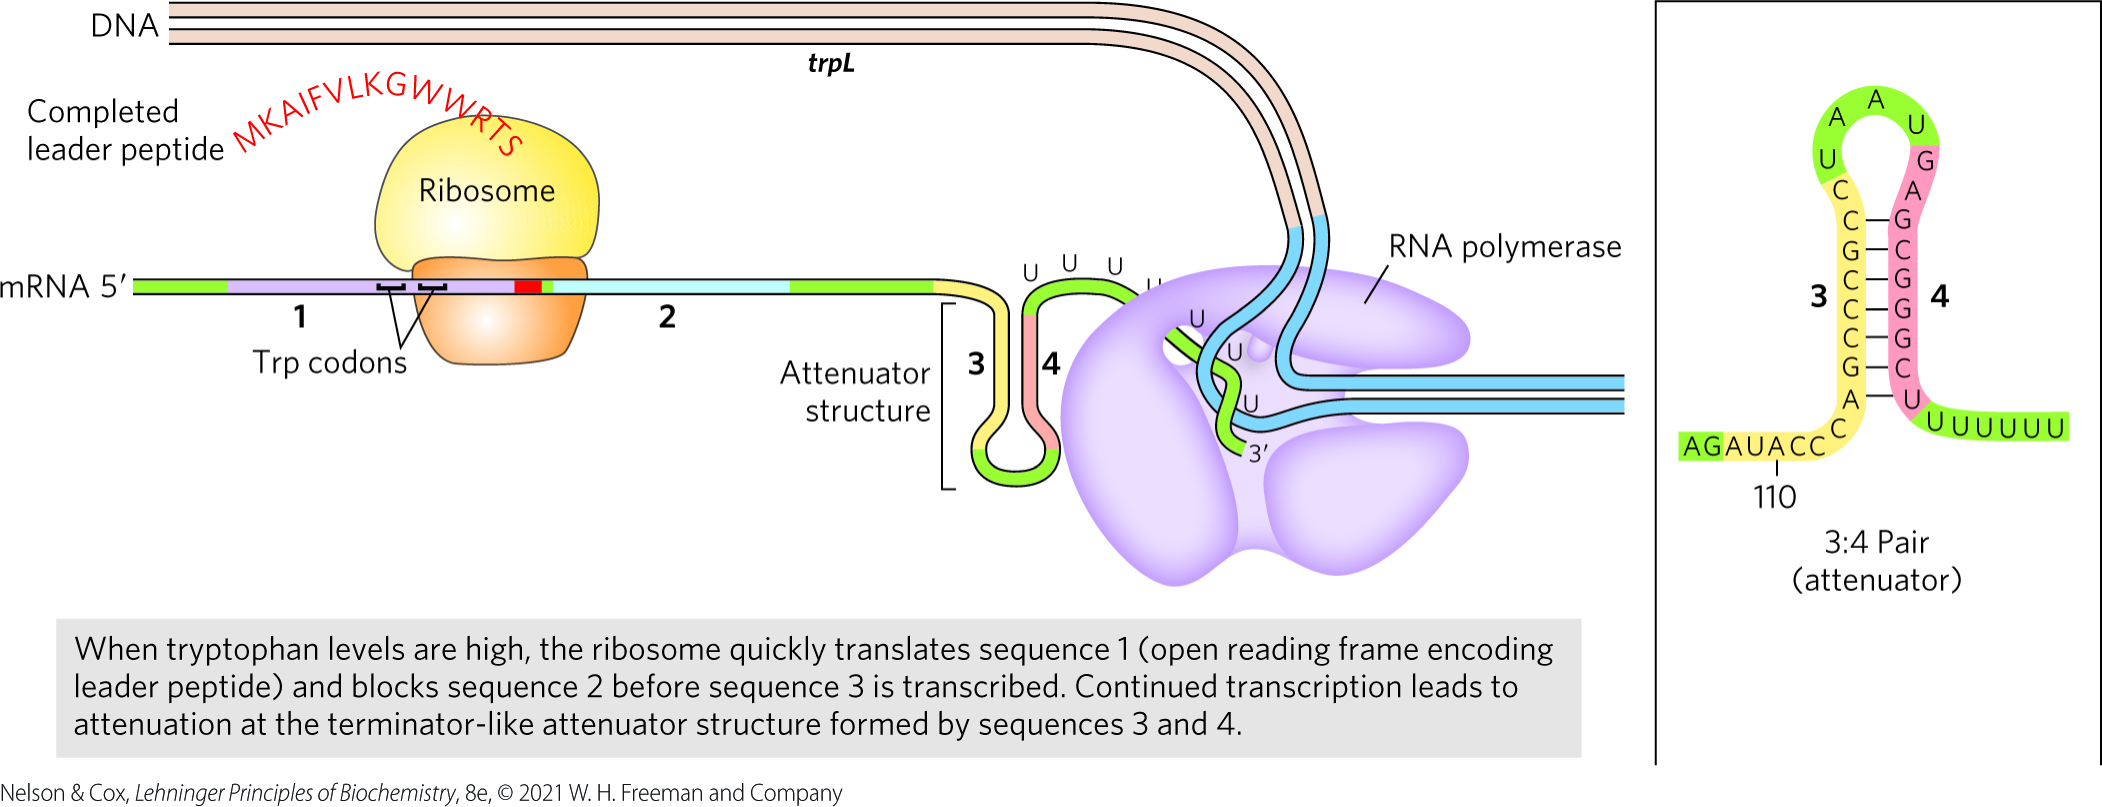 DNA
trpL
Completed
leader peptide
MKAIFVLKGWWRTS
Ribosome
mRNA 5′
1
2
Trp codons
Attenuator
structure
3
4
U U U U U U U
3′
RNA polymerase
When tryptophan levels are high, the ribosome quickly translates sequence 1 (open reading frame encoding
leader peptide) and blocks sequence 2 before sequence 3 is transcribed. Continued transcription leads to
attenuation at the terminator-like attenuator structure formed by sequences 3 and 4.
AGAUACC
C
A
G
C
C
C
G
C
C
U
A
A
U
G
A
G
C
G
G
G
C
U
UUUUUU
3
4
110
3:4 Pair
(attenuator)
Nelson & Cox, Lehninger Principles of Biochemistry, 8e, © 2021 W. H. Freeman and Company